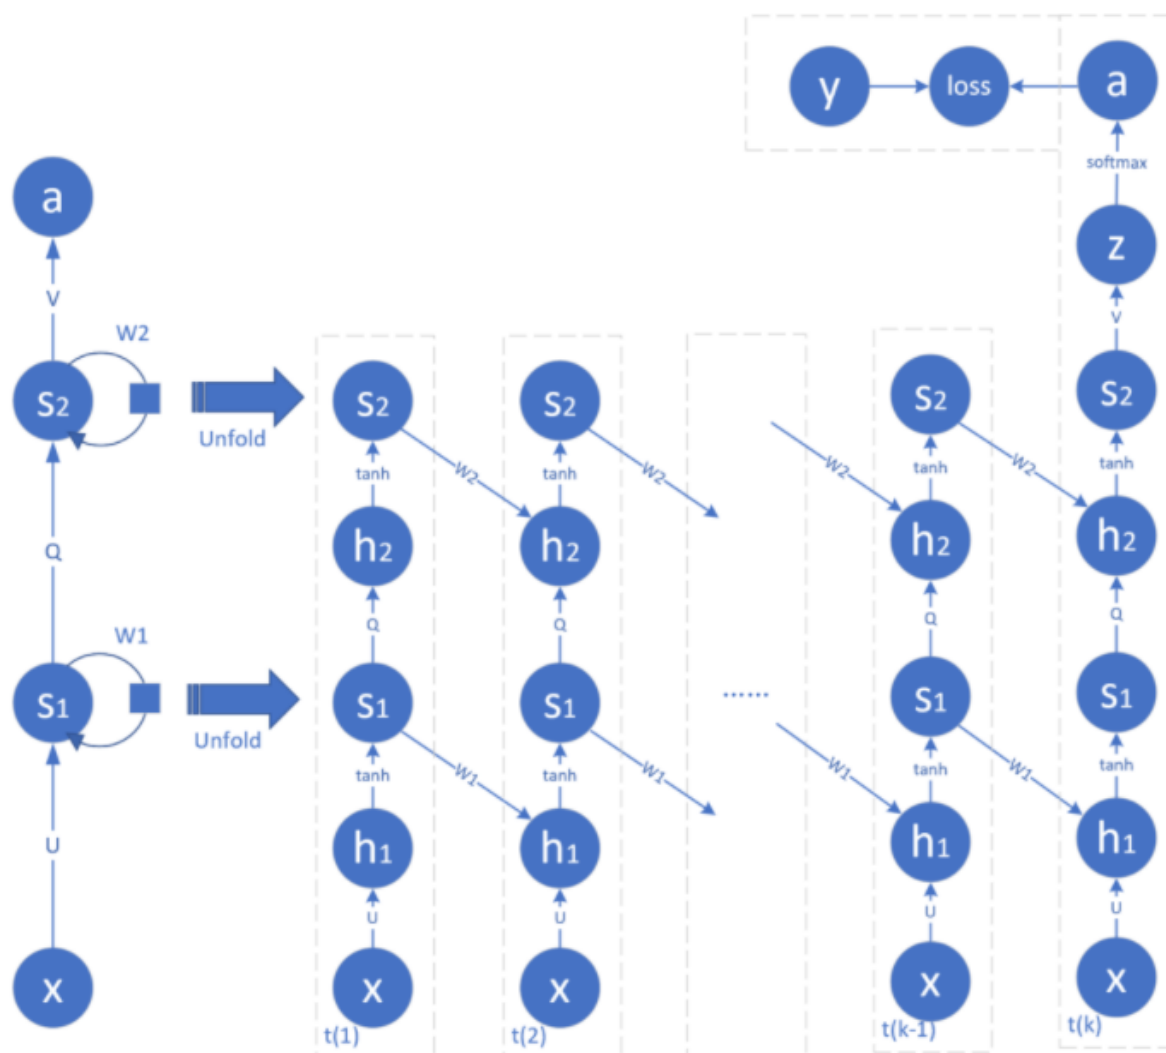 y
loss
a
softmax
z
V
a
V
W2
s2
Unfold
s2
W2
s2
W2
W2
s2
W2
s2
tanh
tanh
tanh
tanh
h2
h2
h2
h2
Q
Q
Q
Q
Q
W1
s1
Unfold
s1
W1
s1
W1
......
W1
s1
W1
s1
tanh
tanh
tanh
tanh
U
h1
h1
h1
h1
U
U
U
U
x
x
x
x
x
t(1)
t(2)
t(k-1)
t(k)